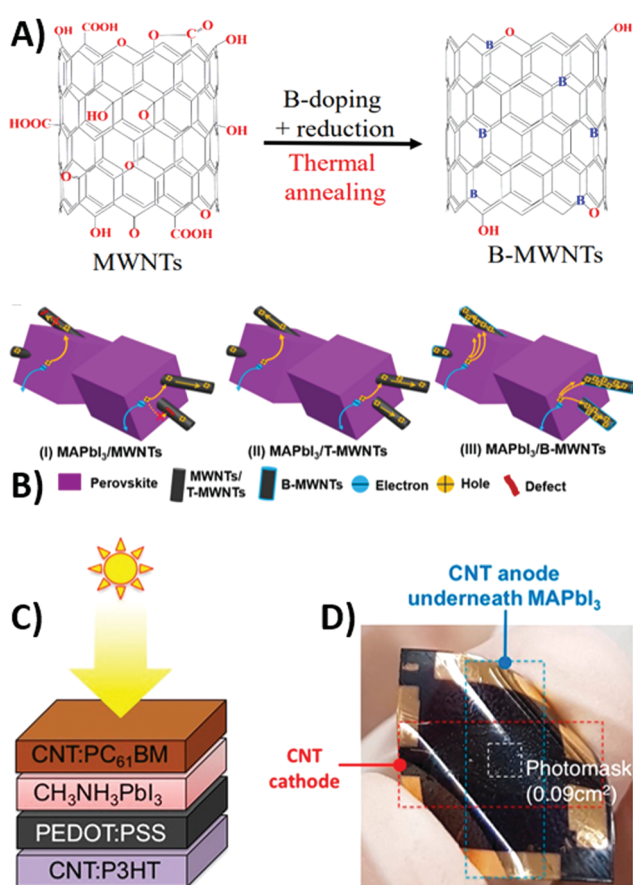 A)
OH
COOH
O
O
C
O
OH
HOOC
HO
O
OH
O
O
O
OH
O
COOH
OH
MWNTs
B-doping
+ reduction
Thermal
annealing
O
OH
B
B
B
B
B
B
O
OH
B-MWNTs
(I) MAPbI₃/MWNTs
(II) MAPbI₃/T-MWNTs
(III) MAPbI₃/B-MWNTs
B)
Perovskite
MWNTs/
T-MWNTs
B-MWNTs
Electron
Hole
Defect
C)
CNT:PC₆₁BM
CH₃NH₃PbI₃
PEDOT:PSS
CNT:P3HT
D)
CNT anode
underneath MAPbI₃
CNT
cathode
Photomask
(0.09cm²)